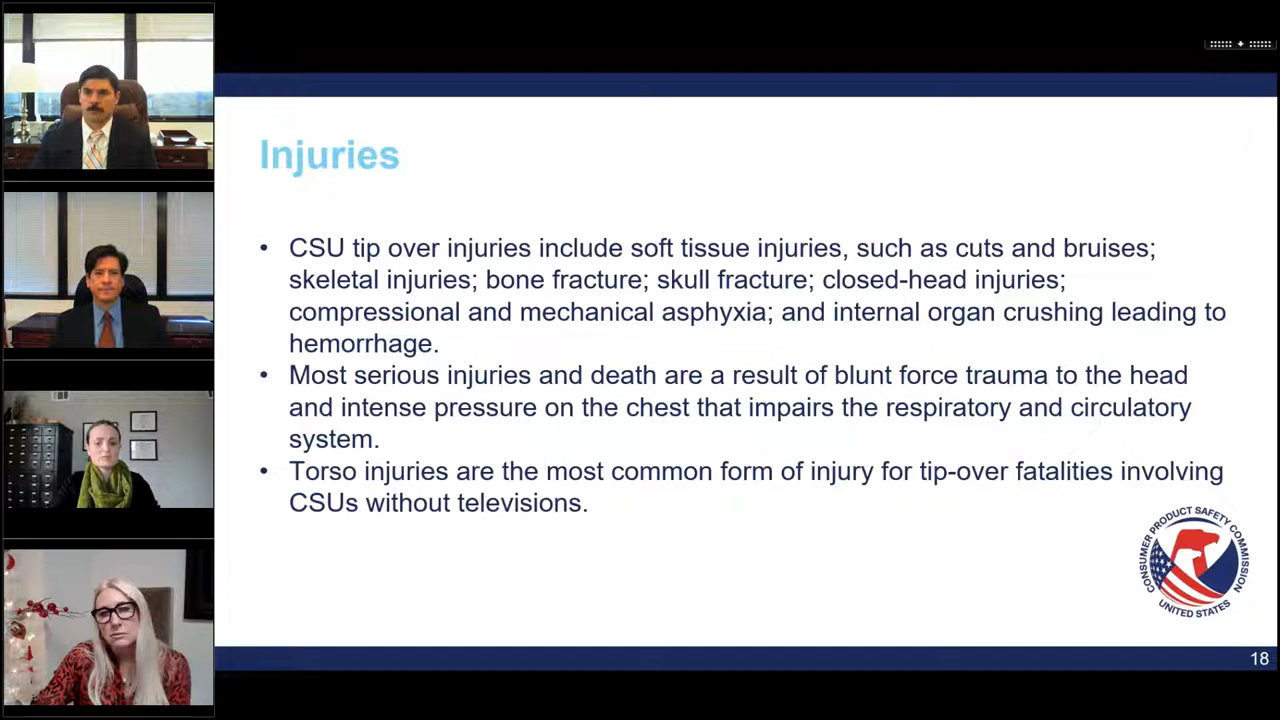 Injuries
• CSU tip over injuries include soft tissue injuries, such as cuts and bruises;
skeletal injuries; bone fracture; skull fracture; closed-head injuries;
compressional and mechanical asphyxia; and internal organ crushing leading to
hemorrhage.
• Most serious injuries and death are a result of blunt force trauma to the head
and intense pressure on the chest that impairs the respiratory and circulatory
system.
• Torso injuries are the most common form of injury for tip-over fatalities involving
CSUs without televisions.
CONSUMER PRODUCT SAFETY COMMISSION
UNITED STATES
18